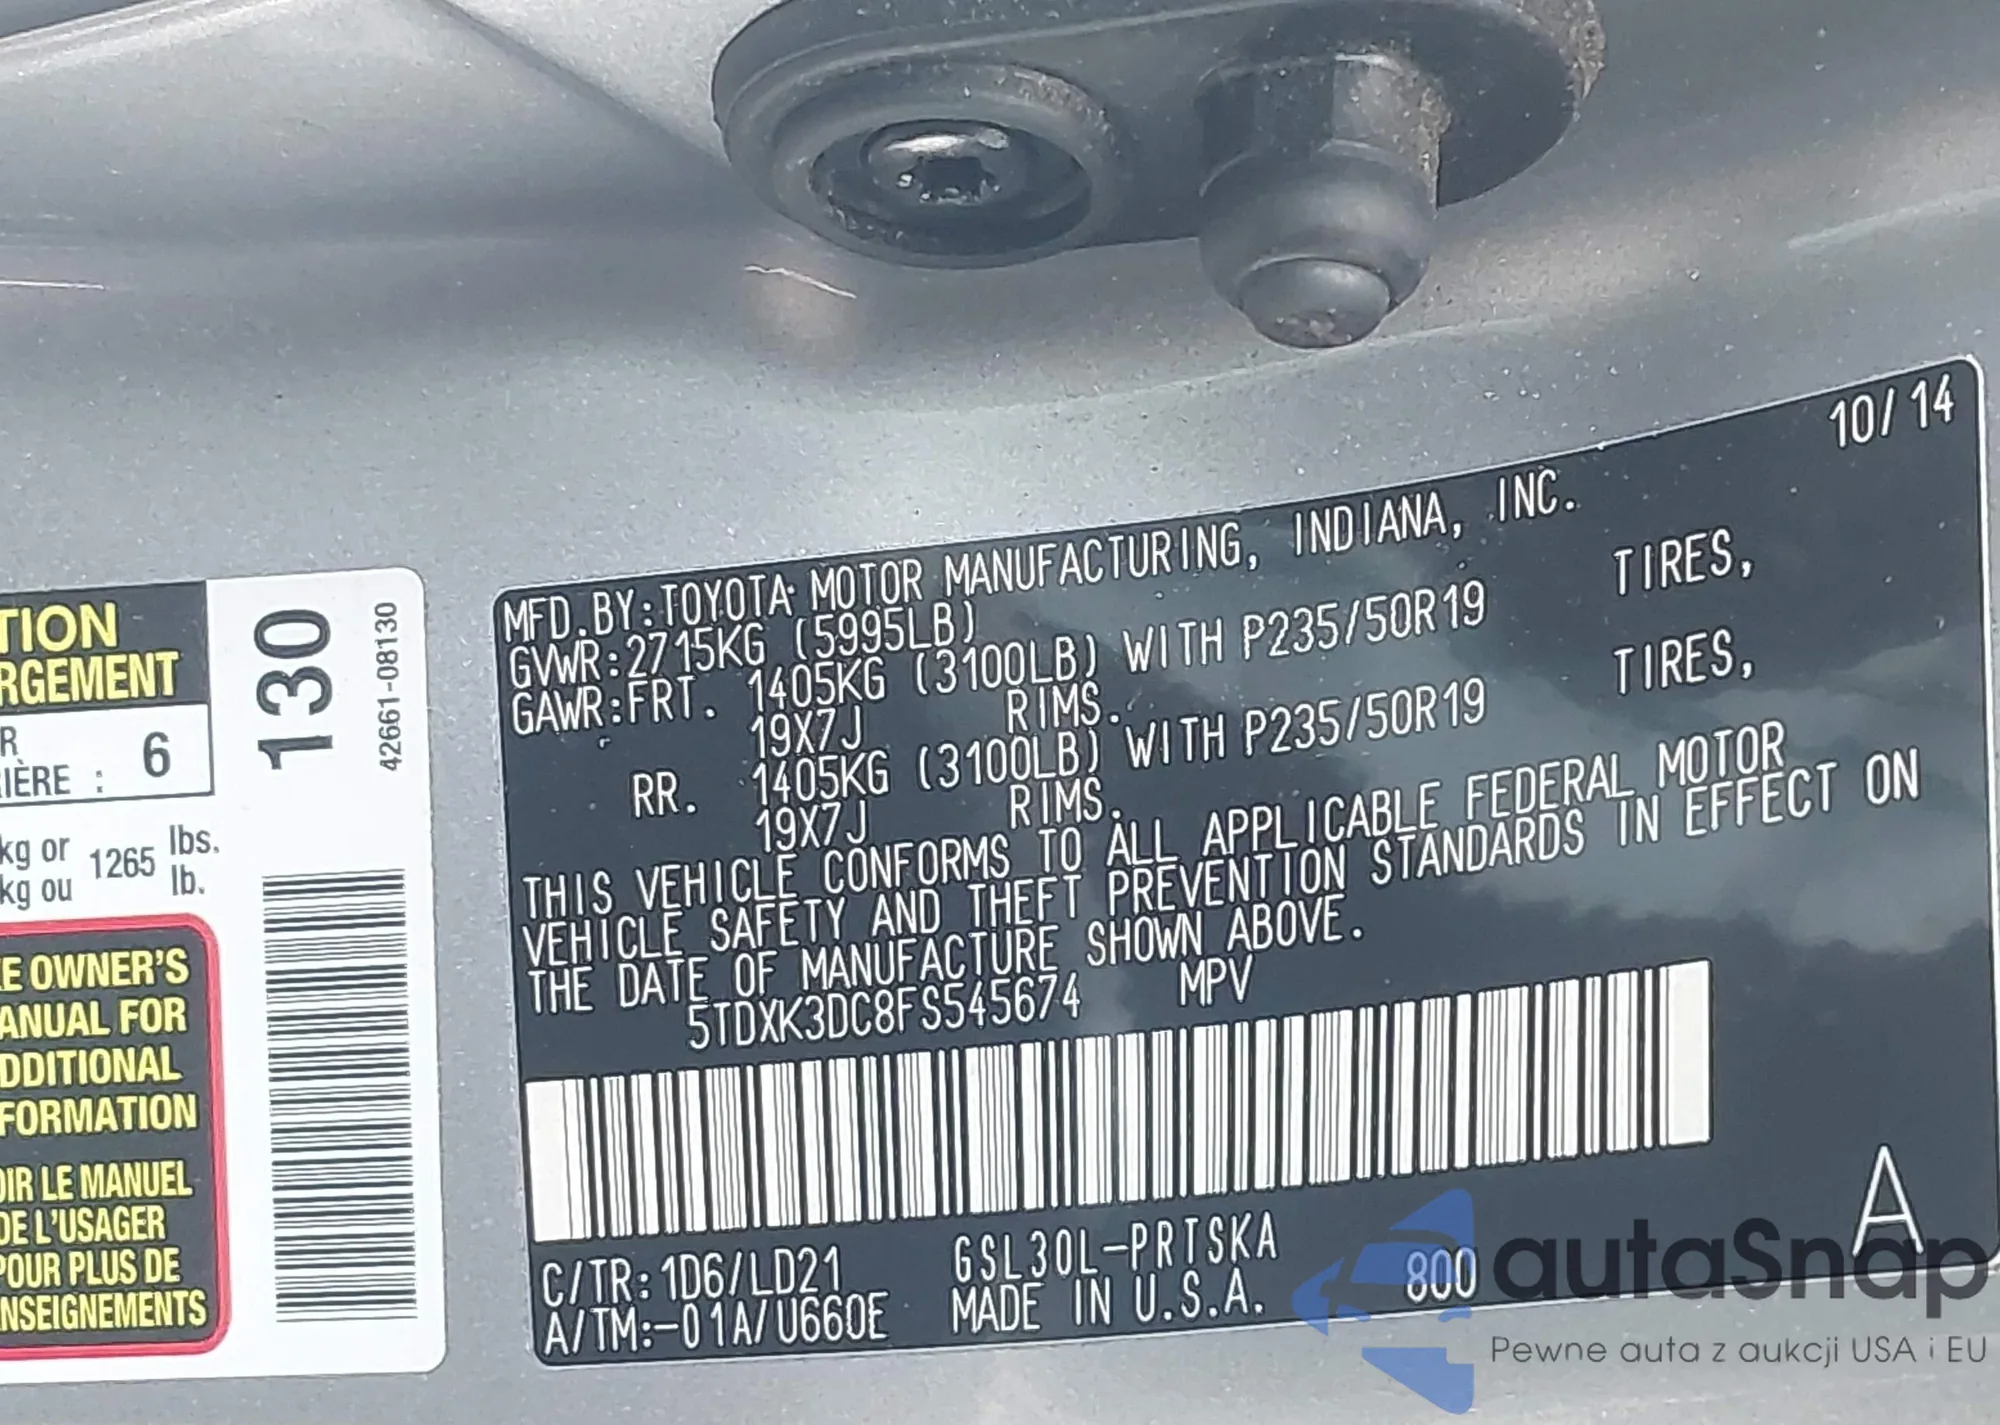 TION
RGEMENT
R
IÈRE : 6
kg or 1265 lbs.
kg ou lb.
E OWNER'S
ANUAL FOR
DDITIONAL
FORMATION
OIR LE MANUEL
DE L'USAGER
POUR PLUS DE
NSEIGNEMENTS
130
42661-08130
10/14
MFD.BY:TOYOTA MOTOR MANUFACTURING, INDIANA, INC.
GVWR:2715KG (5995LB)
GAWR:FRT. 1405KG (3100LB) WITH P235/50R19 TIRES,
19X7J RIMS.
RR. 1405KG (3100LB) WITH P235/50R19 TIRES,
19X7J RIMS.
THIS VEHICLE CONFORMS TO ALL APPLICABLE FEDERAL MOTOR
VEHICLE SAFETY AND THEFT PREVENTION STANDARDS IN EFFECT ON
THE DATE OF MANUFACTURE SHOWN ABOVE.
5TDXK3DC8FS545674 MPV
A
C/TR: 1D6/LD21 GSL30L-PRTSKA
A/TM:-01A/U660E MADE IN U.S.A. 800
autaSnap
Pewne auta z aukcji USA i EU